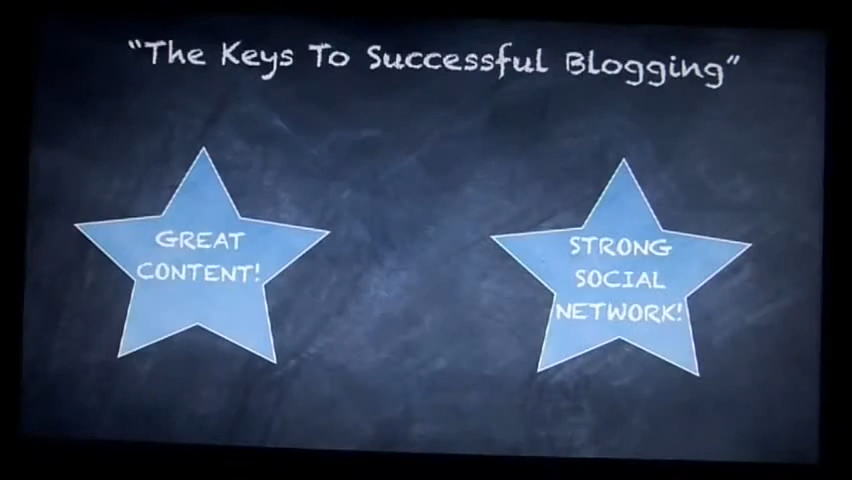 “The Keys To Successful Blogging”
GREAT
CONTENT!
STRONG
SOCIAL
NETWORK!